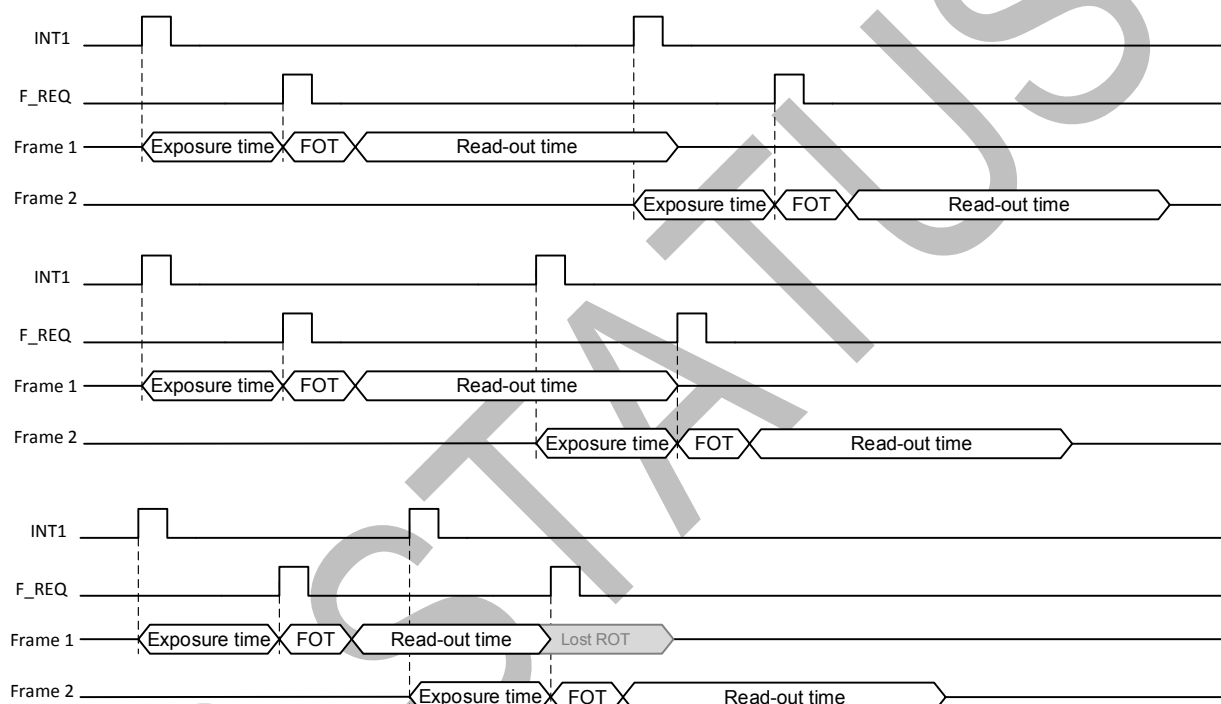 INT1
F_REQ
Frame 1 Exposure time FOT Read-out time
Frame 2 Exposure time FOT Read-out time
INT1
F_REQ
Frame 1 Exposure time FOT Read-out time
Frame 2 Exposure time FOT Read-out time
INT1
F_REQ
Frame 1 Exposure time FOT Read-out time Lost ROT
Frame 2 Exposure time FOT Read-out time
STATUS